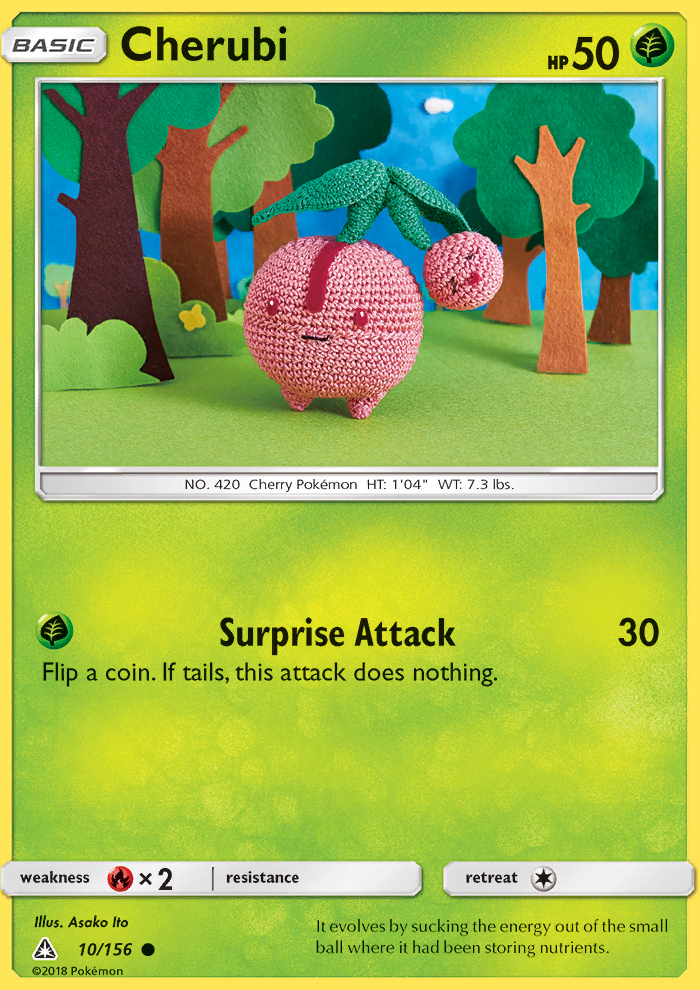 BASIC Cherubi HP 50
NO. 420 Cherry Pokémon HT: 1'04" WT: 7.3 lbs.
Surprise Attack 30
Flip a coin. If tails, this attack does nothing.
weakness × 2 resistance retreat
Illus. Asako Ito
10/156
©2018 Pokémon
It evolves by sucking the energy out of the small
ball where it had been storing nutrients.